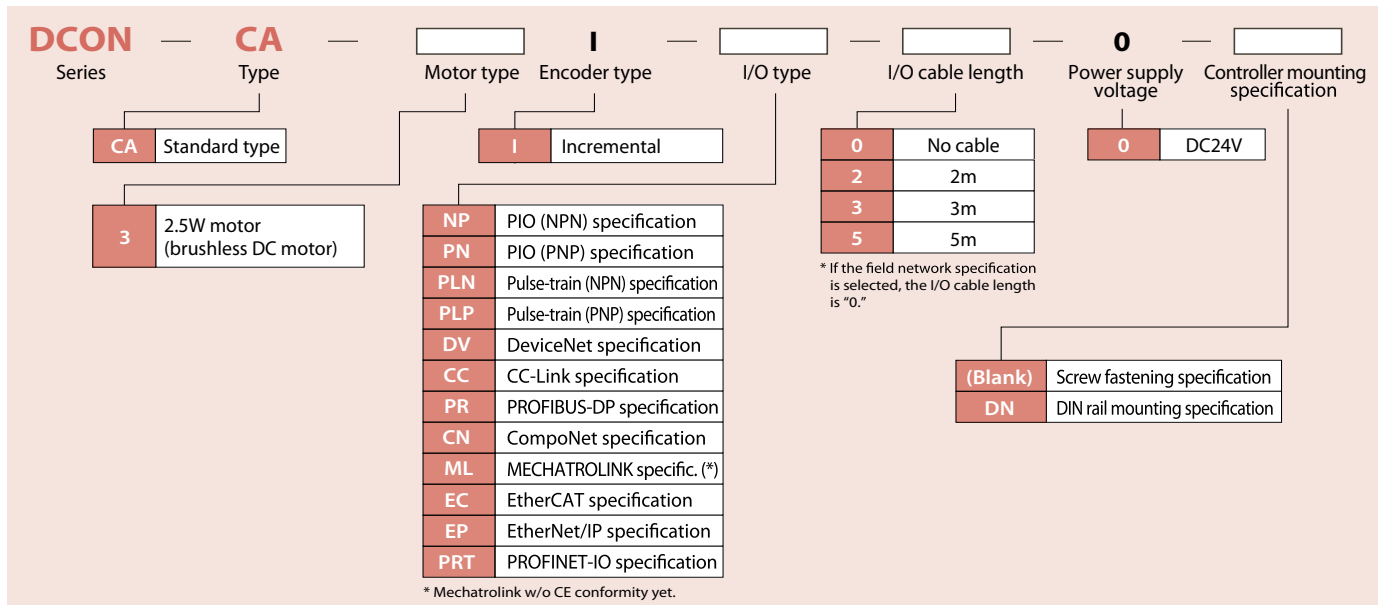 DCON — CA — I — — — 0 —
Series Type Motor type Encoder type I/O type I/O cable length Power supply voltage Controller mounting specification
CA Standard type
3 2.5W motor
(brushless DC motor)
I Incremental
NP PIO (NPN) specification
PN PIO (PNP) specification
PLN Pulse-train (NPN) specification
PLP Pulse-train (PNP) specification
DV DeviceNet specification
CC CC-Link specification
PR PROFIBUS-DP specification
CN CompoNet specification
ML MECHATROLINK specific. (*)
EC EtherCAT specification
EP EtherNet/IP specification
PRT PROFINET-IO specification
* Mechatrolink w/o CE conformity yet.
0 No cable
2 2m
3 3m
5 5m
* If the field network specification
is selected, the I/O cable length
is “0.”
0 DC24V
(Blank) Screw fastening specification
DN DIN rail mounting specification